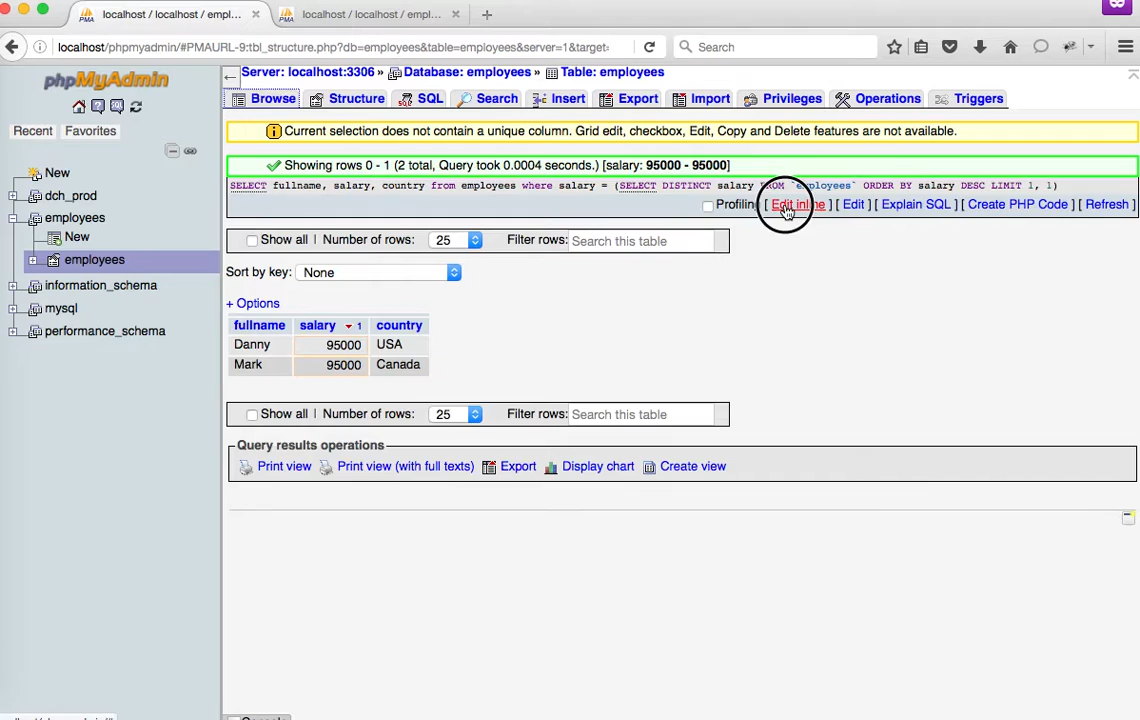 localhost / localhost / empl...
localhost / localhost / empl...
localhost/phpmyadmin/#PMAURL-9:tbl_structure.php?db=employees&table=employees&server=1&target=
Search
phpMyAdmin
Recent Favorites
New
dch_prod
employees
New
employees
information_schema
mysql
performance_schema
Server: localhost:3306 » Database: employees » Table: employees
Browse Structure SQL Search Insert Export Import Privileges Operations Triggers
Current selection does not contain a unique column. Grid edit, checkbox, Edit, Copy and Delete features are not available.
Showing rows 0 - 1 (2 total, Query took 0.0004 seconds.) [salary: 95000 - 95000]
SELECT fullname, salary, country from employees where salary = (SELECT DISTINCT salary FROM `employees` ORDER BY salary DESC LIMIT 1, 1)
Profiling [ Edit inline ] [ Edit ] [ Explain SQL ] [ Create PHP Code ] [ Refresh ]
Show all | Number of rows: 25 Filter rows: Search this table
Sort by key: None
+ Options
fullname salary 1 country
Danny 95000 USA
Mark 95000 Canada
Show all | Number of rows: 25 Filter rows: Search this table
Query results operations
Print view Print view (with full texts) Export Display chart Create view